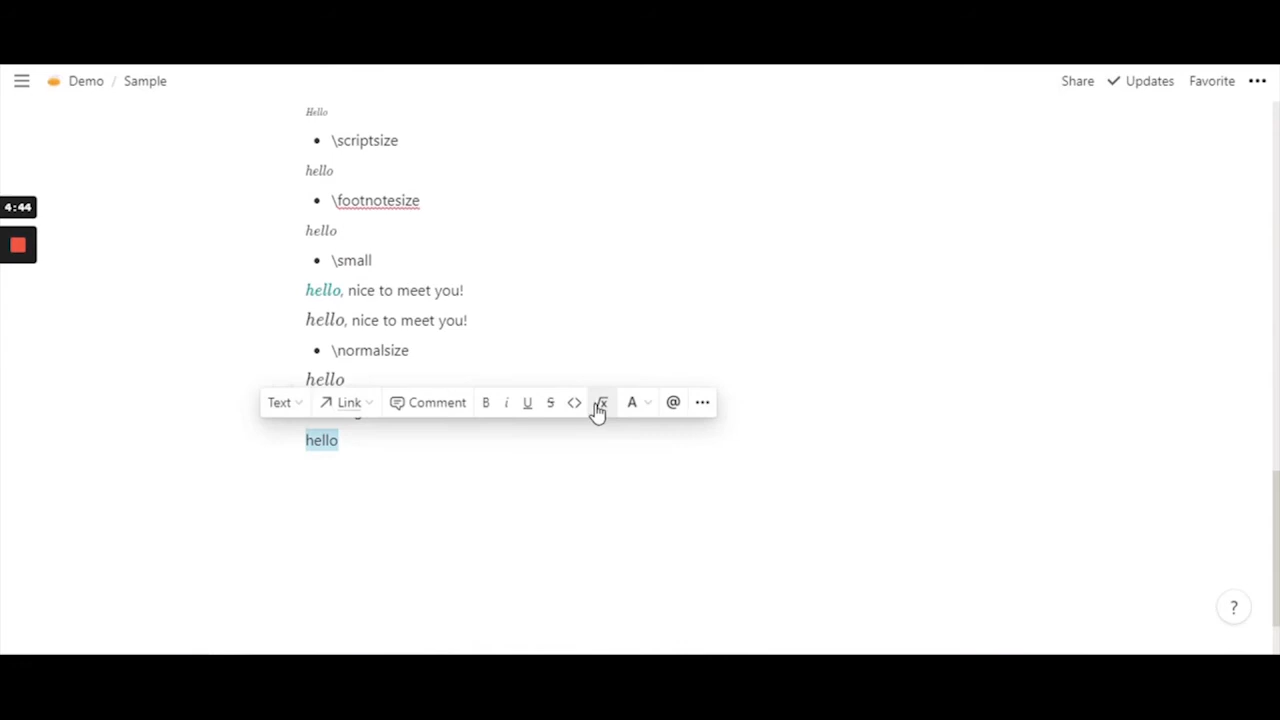 Demo / Sample
Share Updates Favorite
Hello
\scriptsize
hello
4:44
\footnotesize
hello
\small
hello, nice to meet you!
hello, nice to meet you!
\normalsize
hello
Text Link Comment B i U S <> √x A @
hello
?